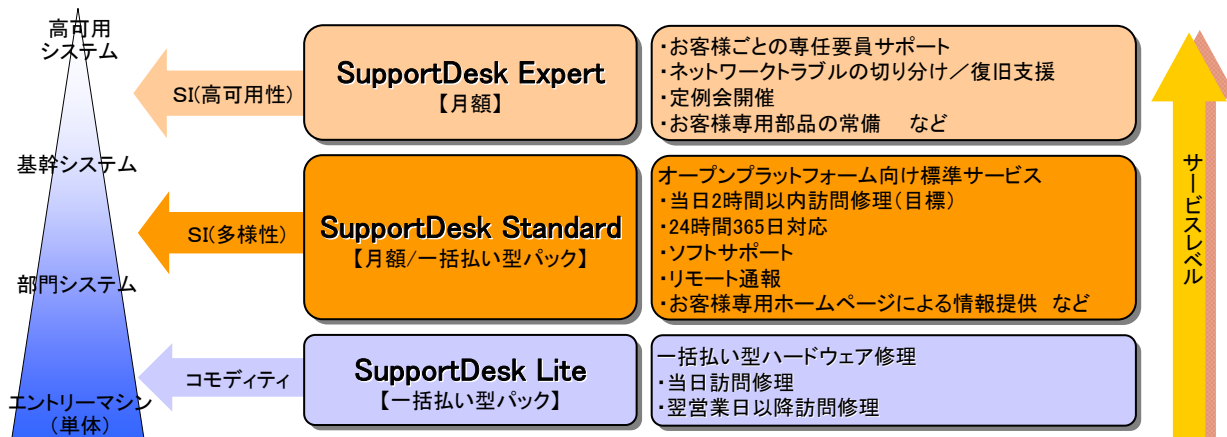 高可用
システム
基幹システム
部門システム
エントリーマシン
(単体)
SI(高可用性)
SupportDesk Expert
【月額】
・お客様ごとの専任要員サポート
・ネットワークトラブルの切り分け／復旧支援
・定例会開催
・お客様専用部品の常備　など
SI(多様性)
SupportDesk Standard
【月額/一括払い型パック】
オープンプラットフォーム向け標準サービス
・当日2時間以内訪問修理(目標)
・24時間365日対応
・ソフトサポート
・リモート通報
・お客様専用ホームページによる情報提供　など
コモディティ
SupportDesk Lite
【一括払い型パック】
一括払い型ハードウェア修理
・当日訪問修理
・翌営業日以降訪問修理
サービスレベル